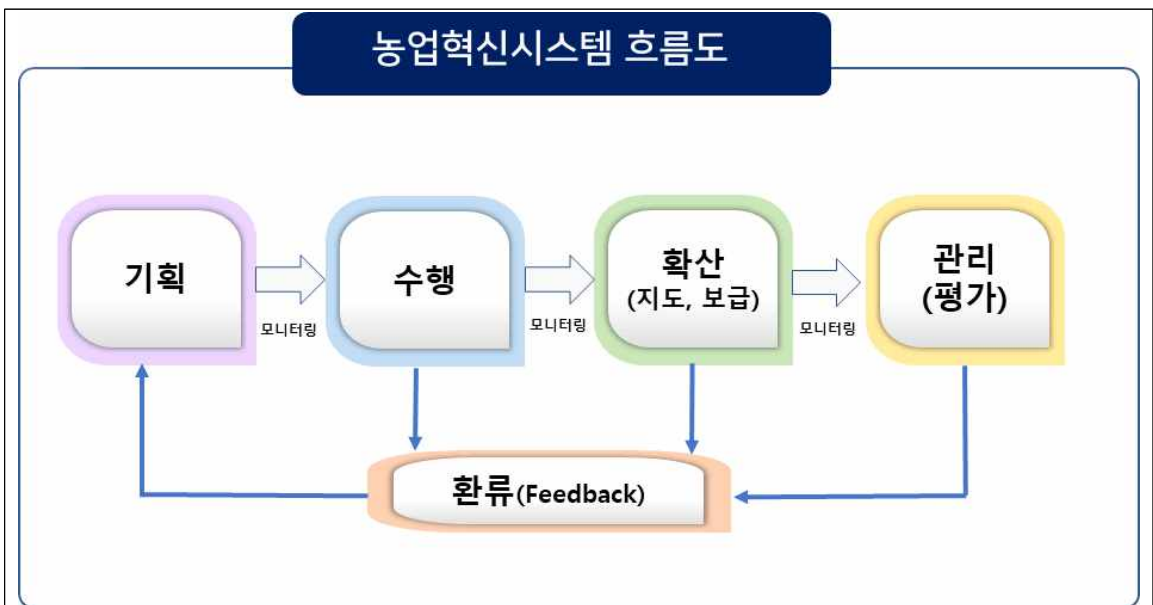 농업혁신시스템 흐름도
기획
모니터링
수행
모니터링
확산
(지도, 보급)
모니터링
관리
(평가)
환류(Feedback)